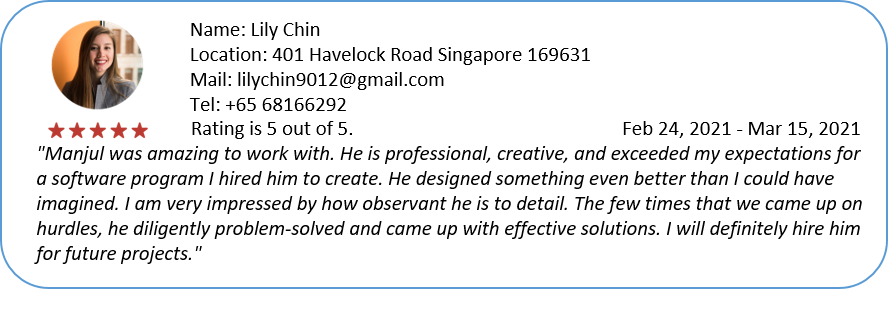 Name: Lily Chin
Location: 401 Havelock Road Singapore 169631
Mail: lilychin9012@gmail.com
Tel: +65 68166292
Rating is 5 out of 5. Feb 24, 2021 - Mar 15, 2021
"Manjul was amazing to work with. He is professional, creative, and exceeded my expectations for
a software program I hired him to create. He designed something even better than I could have
imagined. I am very impressed by how observant he is to detail. The few times that we came up on
hurdles, he diligently problem-solved and came up with effective solutions. I will definitely hire him
for future projects."